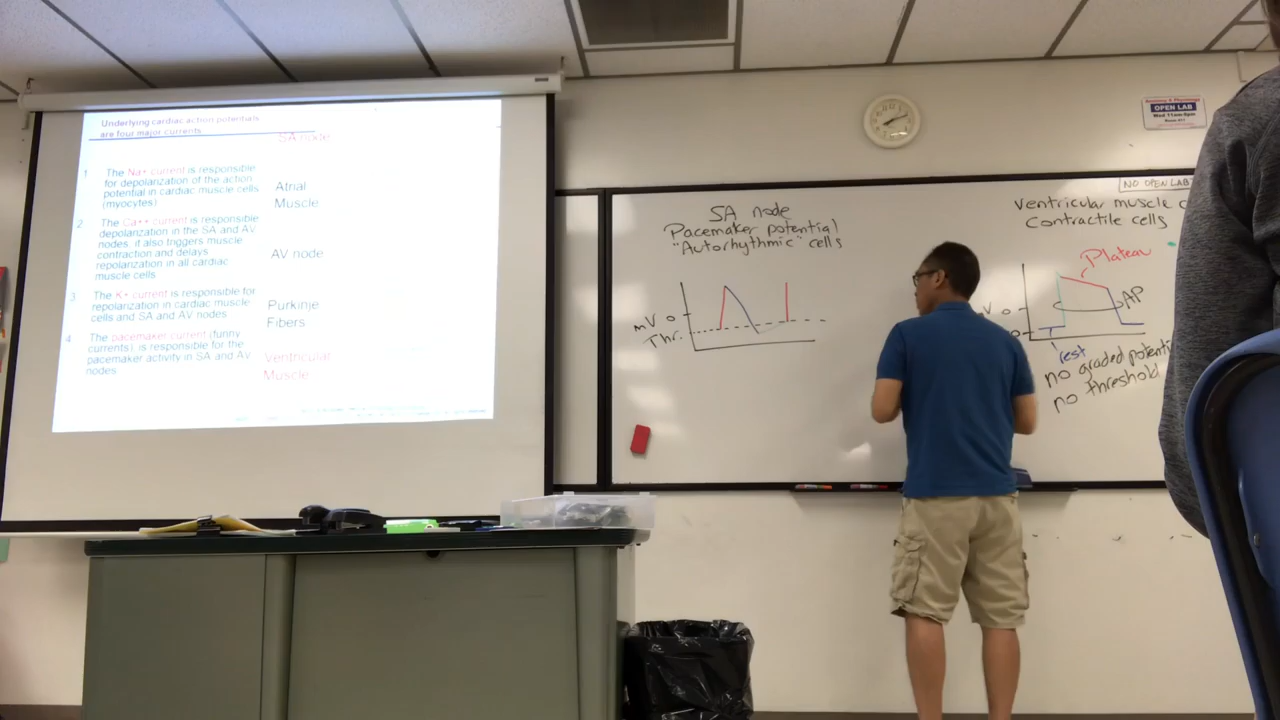 Underlying cardiac action potentials
are four major currents
SA node
1 The Na+ current is responsible
for depolarization of the action
potential in cardiac muscle cells
(myocytes)
Atrial
Muscle
2 The Ca++ current is responsible
depolarization in the SA and AV
nodes, it also triggers muscle
contraction and delays
repolarization in all cardiac
muscle cells
AV node
3 The K+ current is responsible for
repolarization in cardiac muscle
cells and SA and AV nodes
Purkinje
Fibers
4 The pacemaker current (funny
currents) is responsible for the
pacemaker activity in SA and AV
nodes
Ventricular
Muscle
SA node
Pacemaker potential
"Autorhythmic" cells
mV 0
Thr.
OPEN LAB
Wed 11am-5pm
NO OPEN LAB
Ventricular muscle c
Contractile cells
Plateau
AP
V 0
rest
no graded potenti
no threshold